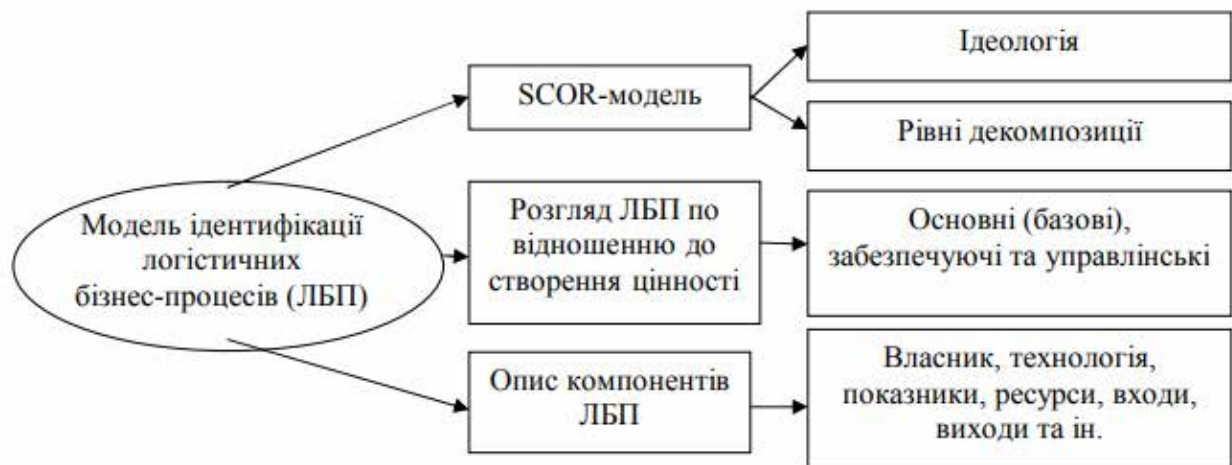 Модель ідентифікації
логістичних
бізнес-процесів (ЛБП)
SCOR-модель
Ідеологія
Рівні декомпозиції
Розгляд ЛБП по
відношенню до
створення цінності
Основні (базові),
забезпечуючі та управлінські
Опис компонентів
ЛБП
Власник, технологія,
показники, ресурси, входи,
виходи та ін.